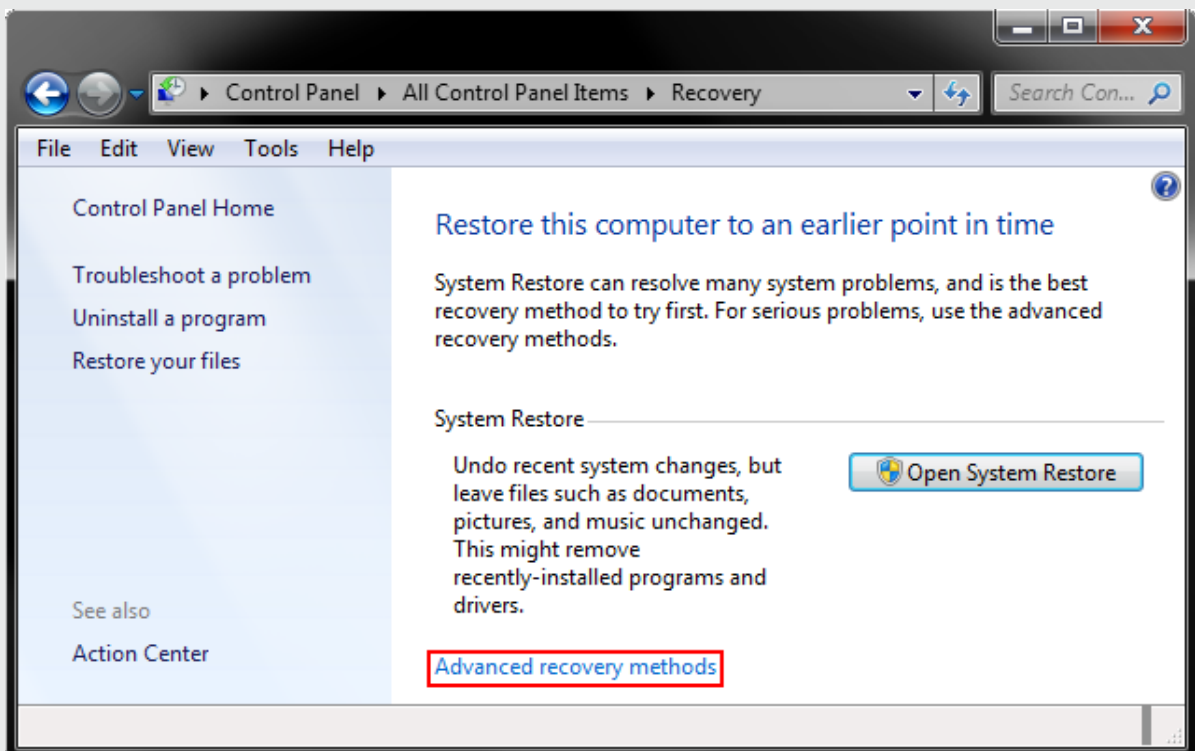 Control Panel ▸ All Control Panel Items ▸ Recovery
Search Con...
File Edit View Tools Help
Control Panel Home
Troubleshoot a problem
Uninstall a program
Restore your files
See also
Action Center
Restore this computer to an earlier point in time
System Restore can resolve many system problems, and is the best
recovery method to try first. For serious problems, use the advanced
recovery methods.
System Restore
Undo recent system changes, but
leave files such as documents,
pictures, and music unchanged.
This might remove
recently-installed programs and
drivers.
Open System Restore
Advanced recovery methods